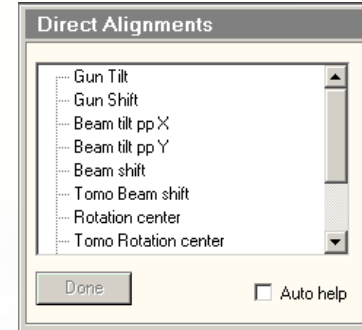 Direct Alignments
Gun Tilt
Gun Shift
Beam tilt pp X
Beam tilt pp Y
Beam shift
Tomo Beam shift
Rotation center
Tomo Rotation center
Done
Auto help